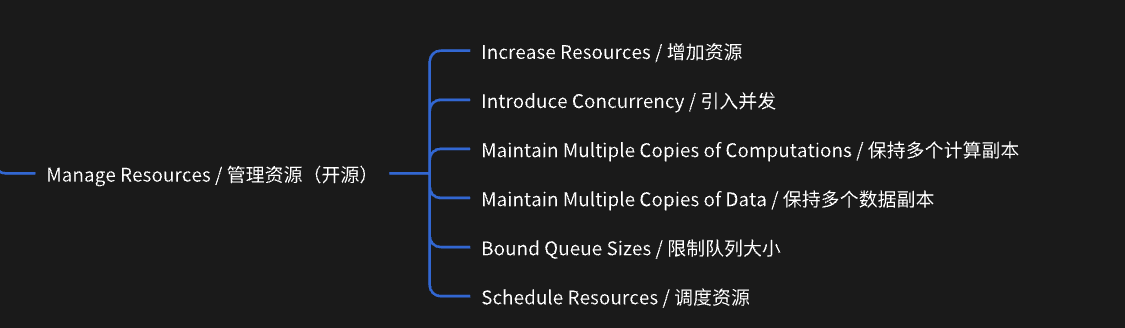 Increase Resources / 增加资源
Introduce Concurrency / 引入并发
Maintain Multiple Copies of Computations / 保持多个计算副本
Manage Resources / 管理资源（开源）
Maintain Multiple Copies of Data / 保持多个数据副本
Bound Queue Sizes / 限制队列大小
Schedule Resources / 调度资源